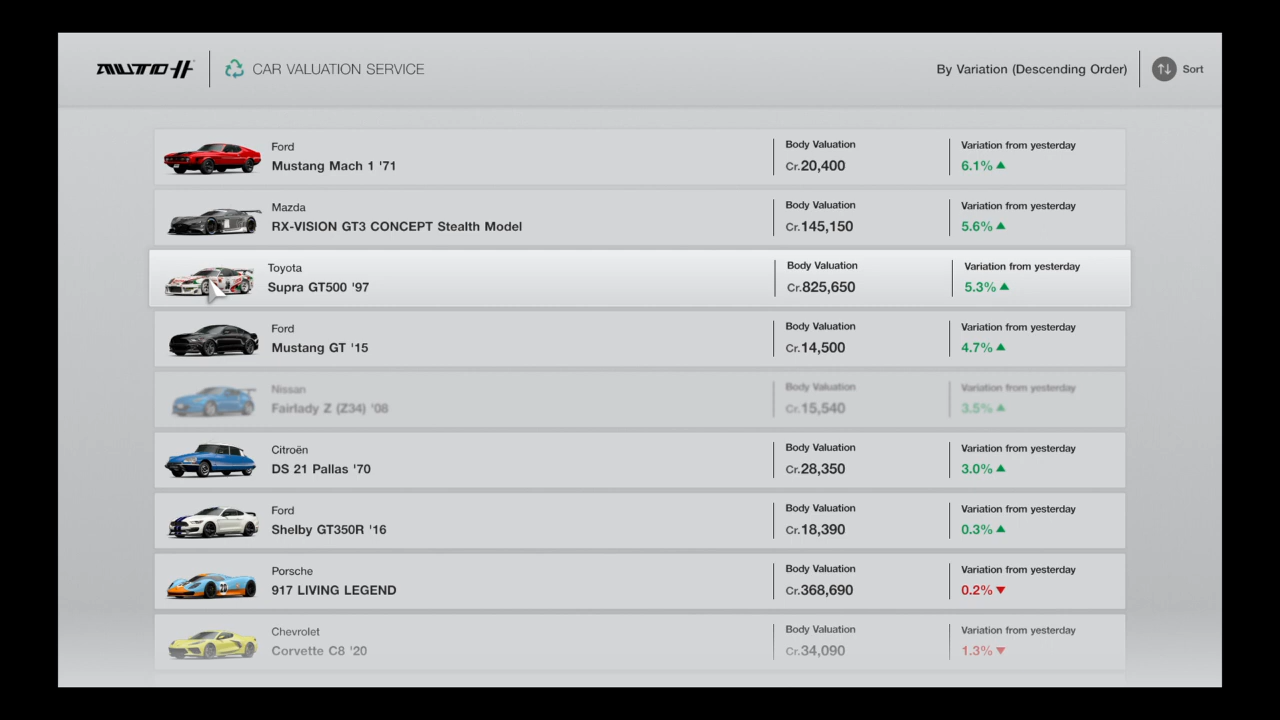 AUTO
CAR VALUATION SERVICE
By Variation (Descending Order)
Sort
Ford
Mustang Mach 1 '71
Body Valuation
Cr.20,400
Variation from yesterday
6.1% ▲
Mazda
RX-VISION GT3 CONCEPT Stealth Model
Body Valuation
Cr.145,150
Variation from yesterday
5.6% ▲
Toyota
Supra GT500 '97
Body Valuation
Cr.825,650
Variation from yesterday
5.3% ▲
Ford
Mustang GT '15
Body Valuation
Cr.14,500
Variation from yesterday
4.7% ▲
Nissan
Fairlady Z (Z34) '08
Body Valuation
Cr.15,540
Variation from yesterday
3.5% ▲
Citroën
DS 21 Pallas '70
Body Valuation
Cr.28,350
Variation from yesterday
3.0% ▲
Ford
Shelby GT350R '16
Body Valuation
Cr.18,390
Variation from yesterday
0.3% ▲
Porsche
917 LIVING LEGEND
Body Valuation
Cr.368,690
Variation from yesterday
0.2% ▼
Chevrolet
Corvette C8 '20
Body Valuation
Cr.34,090
Variation from yesterday
1.3% ▼